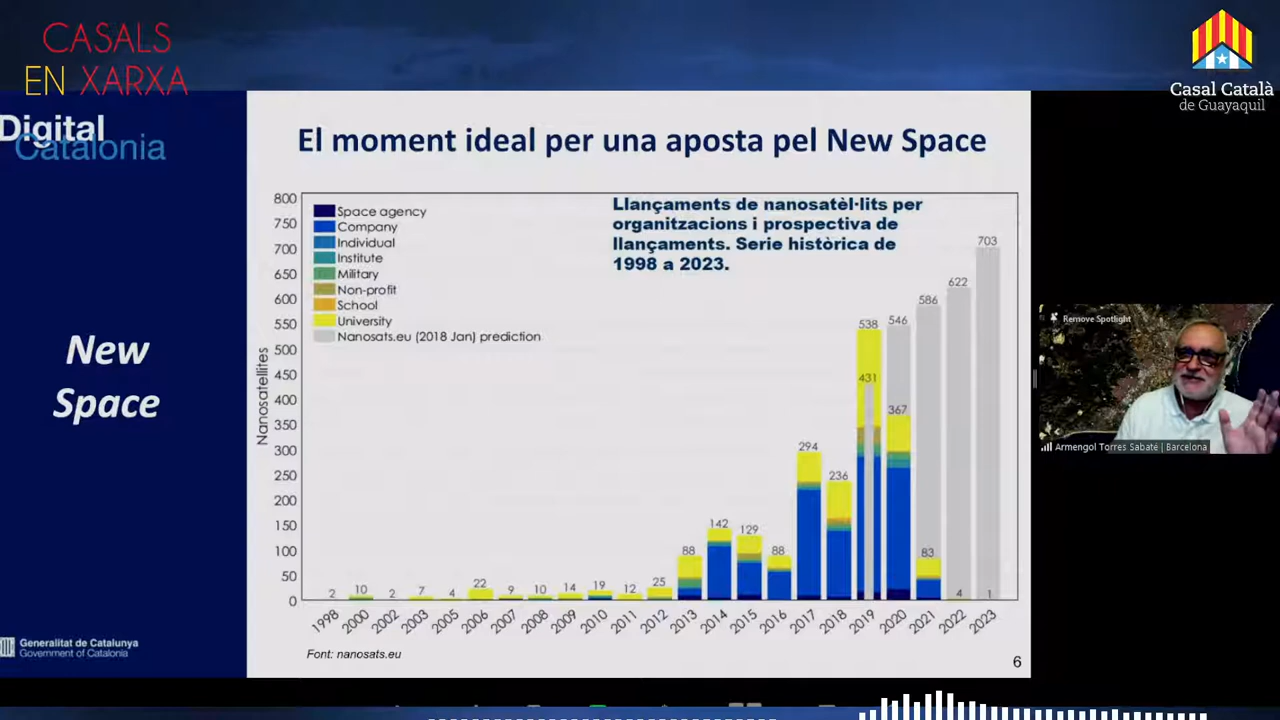 CASALS
EN XARXA
Casal Català
de Guayaquil
Digital
Catalonia
New
Space
Generalitat de Catalunya
Government of Catalonia
El moment ideal per una aposta pel New Space
Llançaments de nanosatèl·lits per
organitzacions i prospectiva de
llançaments. Serie històrica de
1998 a 2023.
Space agency
Company
Individual
Institute
Military
Non-profit
School
University
Nanosats.eu (2018 Jan) prediction
Nanosatellites
800
750
700
650
600
550
500
450
400
350
300
250
200
150
100
50
0
2
10
2
7
4
22
9
10
14
19
12
25
88
142
129
88
294
236
538
431
546
367
586
83
622
4
703
1
1998
2000
2002
2003
2005
2006
2007
2008
2009
2010
2011
2012
2013
2014
2015
2016
2017
2018
2019
2020
2021
2022
2023
Font: nanosats.eu
6
Remove Spotlight
Armengol Torres Sabaté | Barcelona